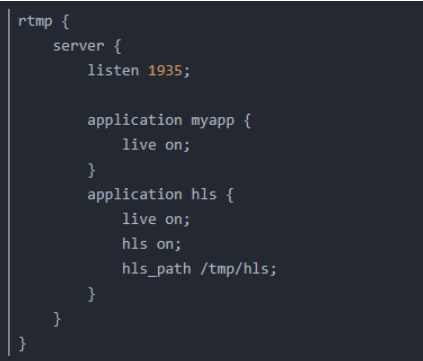 rtmp {
    server {
        listen 1935;

        application myapp {
            live on;
        }
        application hls {
            live on;
            hls on;
            hls_path /tmp/hls;
        }
    }
}